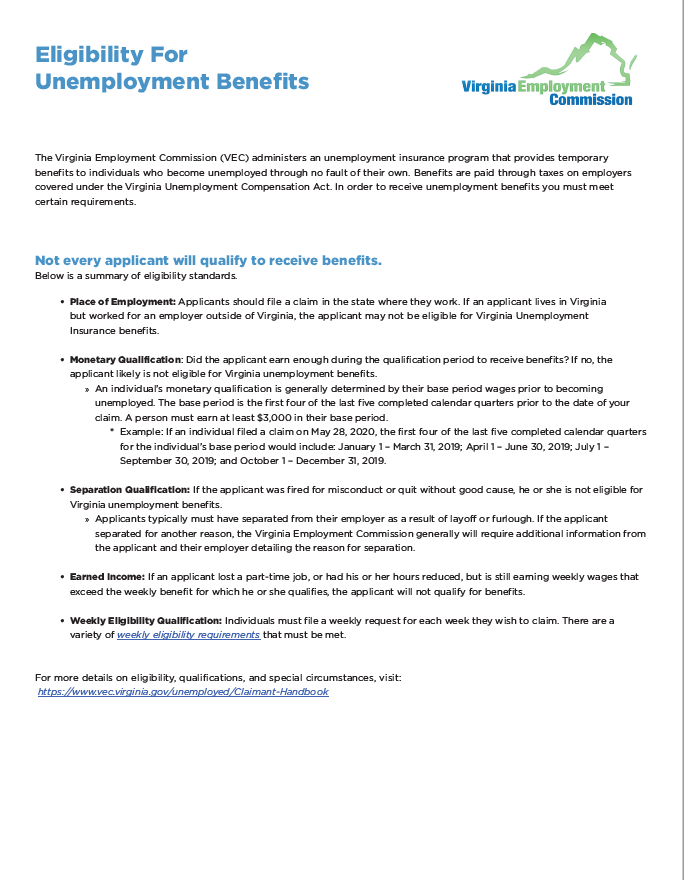 Eligibility For
Unemployment Benefits
VirginiaEmployment
Commission
The Virginia Employment Commission (VEC) administers an unemployment insurance program that provides temporary
benefits to individuals who become unemployed through no fault of their own. Benefits are paid through taxes on employers
covered under the Virginia Unemployment Compensation Act. In order to receive unemployment benefits you must meet
certain requirements.
Not every applicant will qualify to receive benefits.
Below is a summary of eligibility standards.
• Place of Employment: Applicants should file a claim in the state where they work. If an applicant lives in Virginia
but worked for an employer outside of Virginia, the applicant may not be eligible for Virginia Unemployment
Insurance benefits.
• Monetary Qualification: Did the applicant earn enough during the qualification period to receive benefits? If no, the
applicant likely is not eligible for Virginia unemployment benefits.
» An individual's monetary qualification is generally determined by their base period wages prior to becoming
unemployed. The base period is the first four of the last five completed calendar quarters prior to the date of your
claim. A person must earn at least $3,000 in their base period.
* Example: If an individual filed a claim on May 28, 2020, the first four of the last five completed calendar quarters
for the individual's base period would include: January 1 – March 31, 2019; April 1 – June 30, 2019; July 1 –
September 30, 2019; and October 1 – December 31, 2019.
• Separation Qualification: If the applicant was fired for misconduct or quit without good cause, he or she is not eligible for
Virginia unemployment benefits.
» Applicants typically must have separated from their employer as a result of layoff or furlough. If the applicant
separated for another reason, the Virginia Employment Commission generally will require additional information from
the applicant and their employer detailing the reason for separation.
• Earned Income: If an applicant lost a part-time job, or had his or her hours reduced, but is still earning weekly wages that
exceed the weekly benefit for which he or she qualifies, the applicant will not qualify for benefits.
• Weekly Eligibility Qualification: Individuals must file a weekly request for each week they wish to claim. There are a
variety of weekly eligibility requirements that must be met.
For more details on eligibility, qualifications, and special circumstances, visit:
https://www.vec.virginia.gov/unemployed/Claimant-Handbook